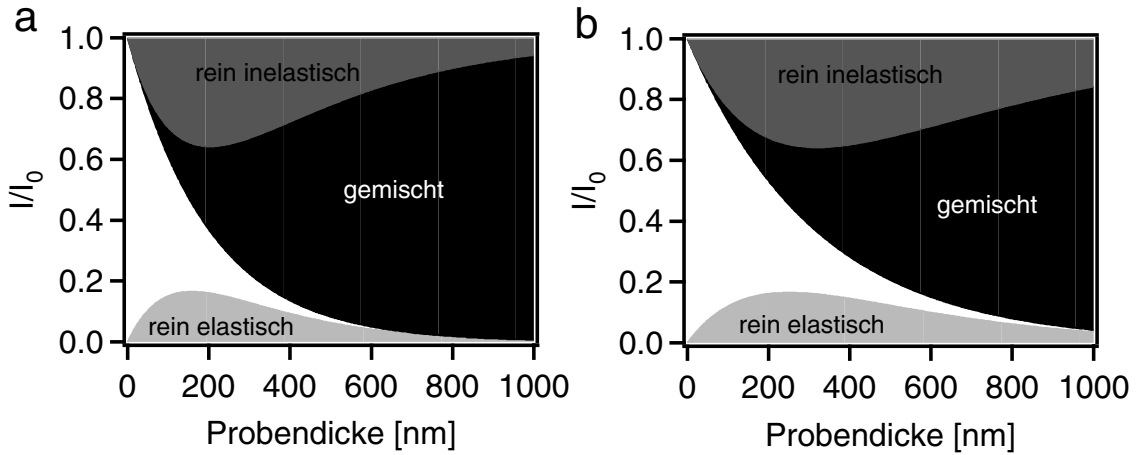 a
1.0
0.8
0.6
0.4
0.2
0.0
I/I0
rein inelastisch
gemischt
rein elastisch
0 200 400 600 800 1000
Probendicke [nm]
b
1.0
0.8
0.6
0.4
0.2
0.0
I/I0
rein inelastisch
gemischt
rein elastisch
0 200 400 600 800 1000
Probendicke [nm]